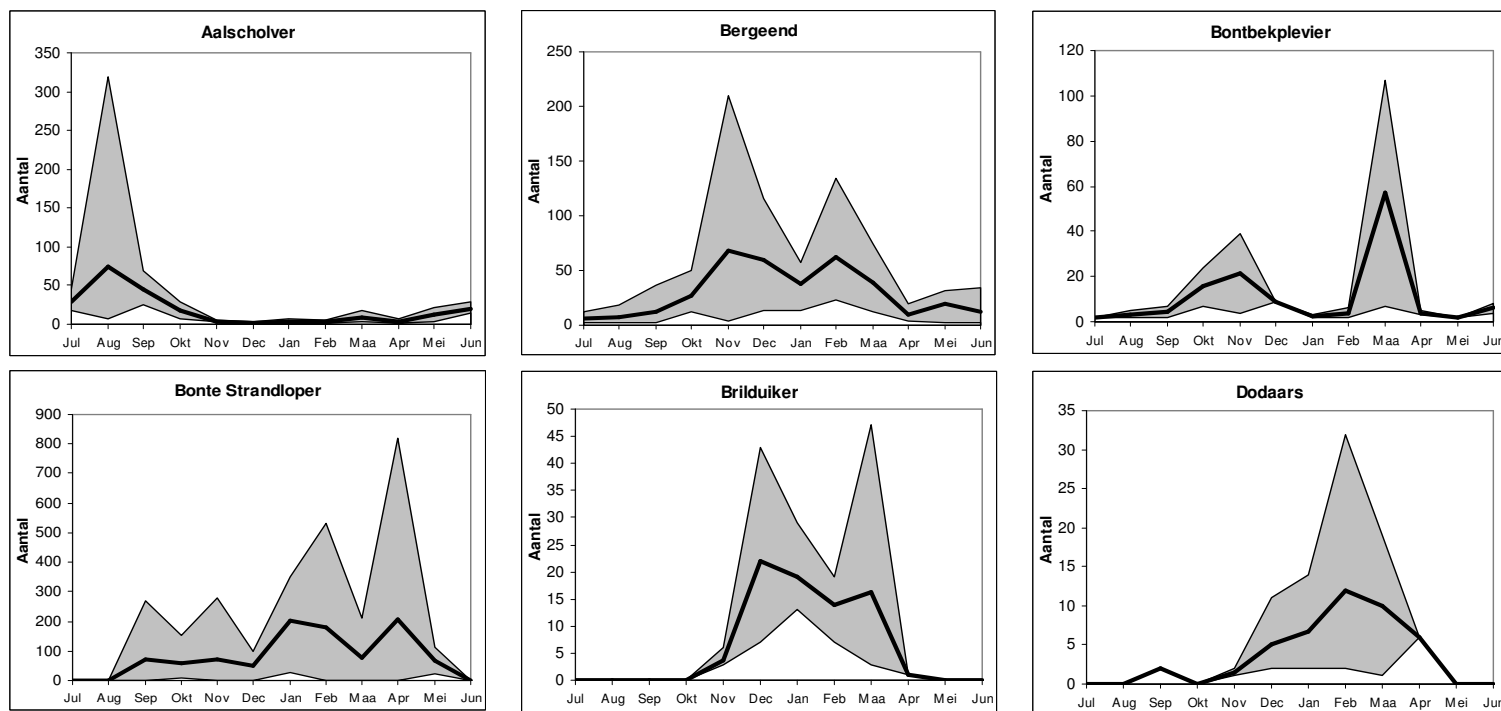 Aalscholver
350
300
250
200
150
100
50
0
Aantal
Jul Aug Sep Okt Nov Dec Jan Feb Maa Apr Mei Jun
Bergeend
250
200
150
100
50
0
Aantal
Jul Aug Sep Okt Nov Dec Jan Feb Maa Apr Mei Jun
Bontbekplevier
120
100
80
60
40
20
0
Aantal
Jul Aug Sep Okt Nov Dec Jan Feb Maa Apr Mei Jun
Bonte Strandloper
900
800
700
600
500
400
300
200
100
0
Aantal
Jul Aug Sep Okt Nov Dec Jan Feb Maa Apr Mei Jun
Brilduiker
50
45
40
35
30
25
20
15
10
5
0
Aantal
Jul Aug Sep Okt Nov Dec Jan Feb Maa Apr Mei Jun
Dodaars
35
30
25
20
15
10
5
0
Aantal
Jul Aug Sep Okt Nov Dec Jan Feb Maa Apr Mei Jun